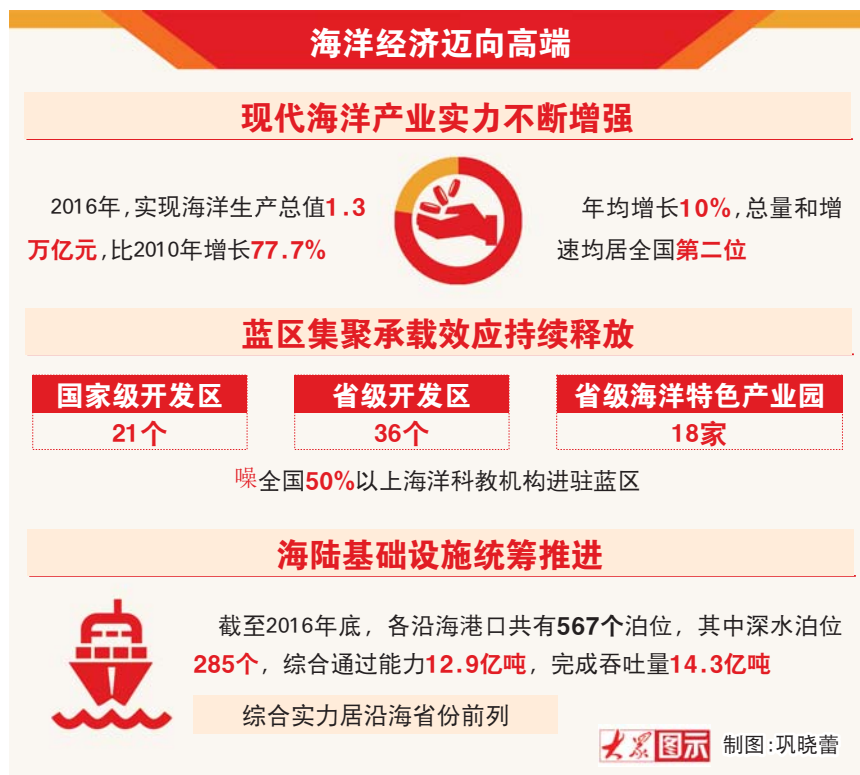 海洋经济迈向高端
现代海洋产业实力不断增强
2016年,实现海洋生产总值1.3
万亿元,比2010年增长77.7%
年均增长10%,总量和增
速均居全国第二位
蓝区集聚承载效应持续释放
国家级开发区
21个
省级开发区
36个
省级海洋特色产业园
18家
噪全国50%以上海洋科教机构进驻蓝区
海陆基础设施统筹推进
截至2016年底，各沿海港口共有567个泊位，其中深水泊位
285个，综合通过能力12.9亿吨，完成吞吐量14.3亿吨
综合实力居沿海省份前列
大众图示 制图:巩晓蕾